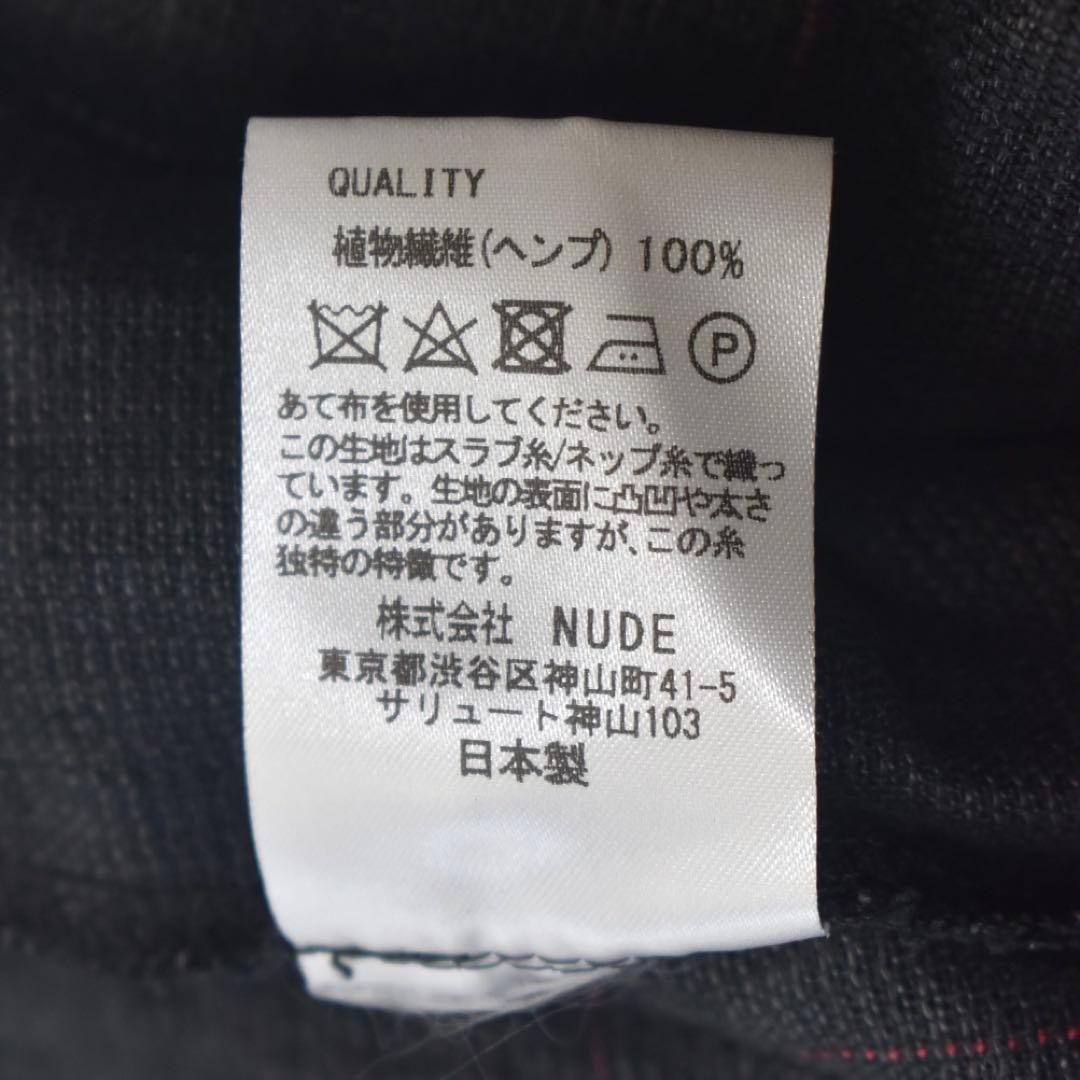 QUALITY
植物繊維(ヘンプ) 100%
P
あて布を使用してください。
この生地はスラブ糸/ネップ糸で織っ
ています。生地の表面に凸凹や太さ
の違う部分がありますが、この糸
独特の特徴です。
株式会社 NUDE
東京都渋谷区神山町41-5
サリュート神山103
日本製